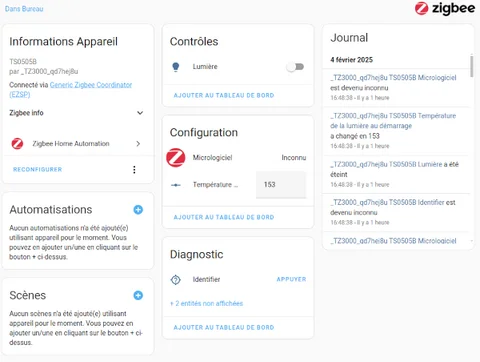 Dans Bureau
zigbee
Informations Appareil
TS0505B
par _TZ3000_qd7hej8u
Connecté via Generic Zigbee Coordinator
(EZSP)
Zigbee info
Zigbee Home Automation
RECONFIGURER
Automatisations
Aucun automatisations n'a été ajouté(e)
utilisant appareil pour le moment. Vous
pouvez en ajouter un/une en cliquant sur le
bouton + ci-dessus.
Scènes
Aucun scènes n'a été ajouté(e) utilisant
appareil pour le moment. Vous pouvez en
ajouter un/une en cliquant sur le bouton + ci-
dessus.
Contrôles
Lumière
AJOUTER AU TABLEAU DE BORD
Configuration
Micrologiciel
Inconnu
Température ...
153
AJOUTER AU TABLEAU DE BORD
Diagnostic
Identifier
APPUYER
+ 2 entités non affichées
AJOUTER AU TABLEAU DE BORD
Journal
4 février 2025
_TZ3000_qd7hej8u TS0505B Micrologiciel
est devenu inconnu
16:48:38 - Il y a 1 heure
_TZ3000_qd7hej8u TS0505B Température
de la lumière au démarrage
a changé en 153
16:48:38 - Il y a 1 heure
_TZ3000_qd7hej8u TS0505B Lumière a été
éteint
16:48:38 - Il y a 1 heure
_TZ3000_qd7hej8u TS0505B Identifier est
devenu inconnu
16:48:38 - Il y a 1 heure
_TZ3000_qd7hej8u TS0505B Micrologiciel